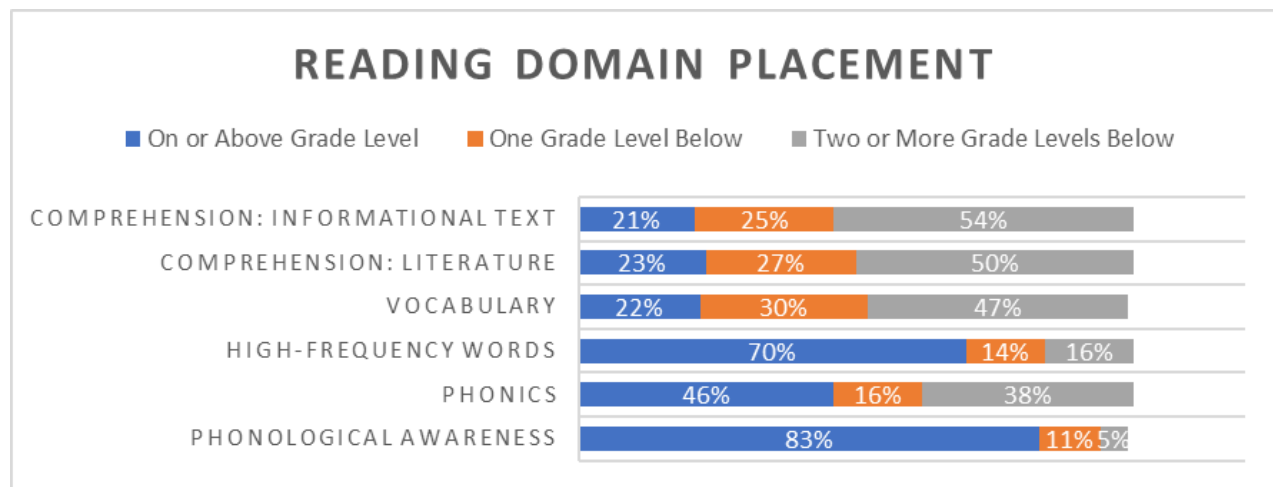 READING DOMAIN PLACEMENT
On or Above Grade Level One Grade Level Below Two or More Grade Levels Below
COMPREHENSION: INFORMATIONAL TEXT 21% 25% 54%
COMPREHENSION: LITERATURE 23% 27% 50%
VOCABULARY 22% 30% 47%
HIGH-FREQUENCY WORDS 70% 14% 16%
PHONICS 46% 16% 38%
PHONOLOGICAL AWARENESS 83% 11% 5%